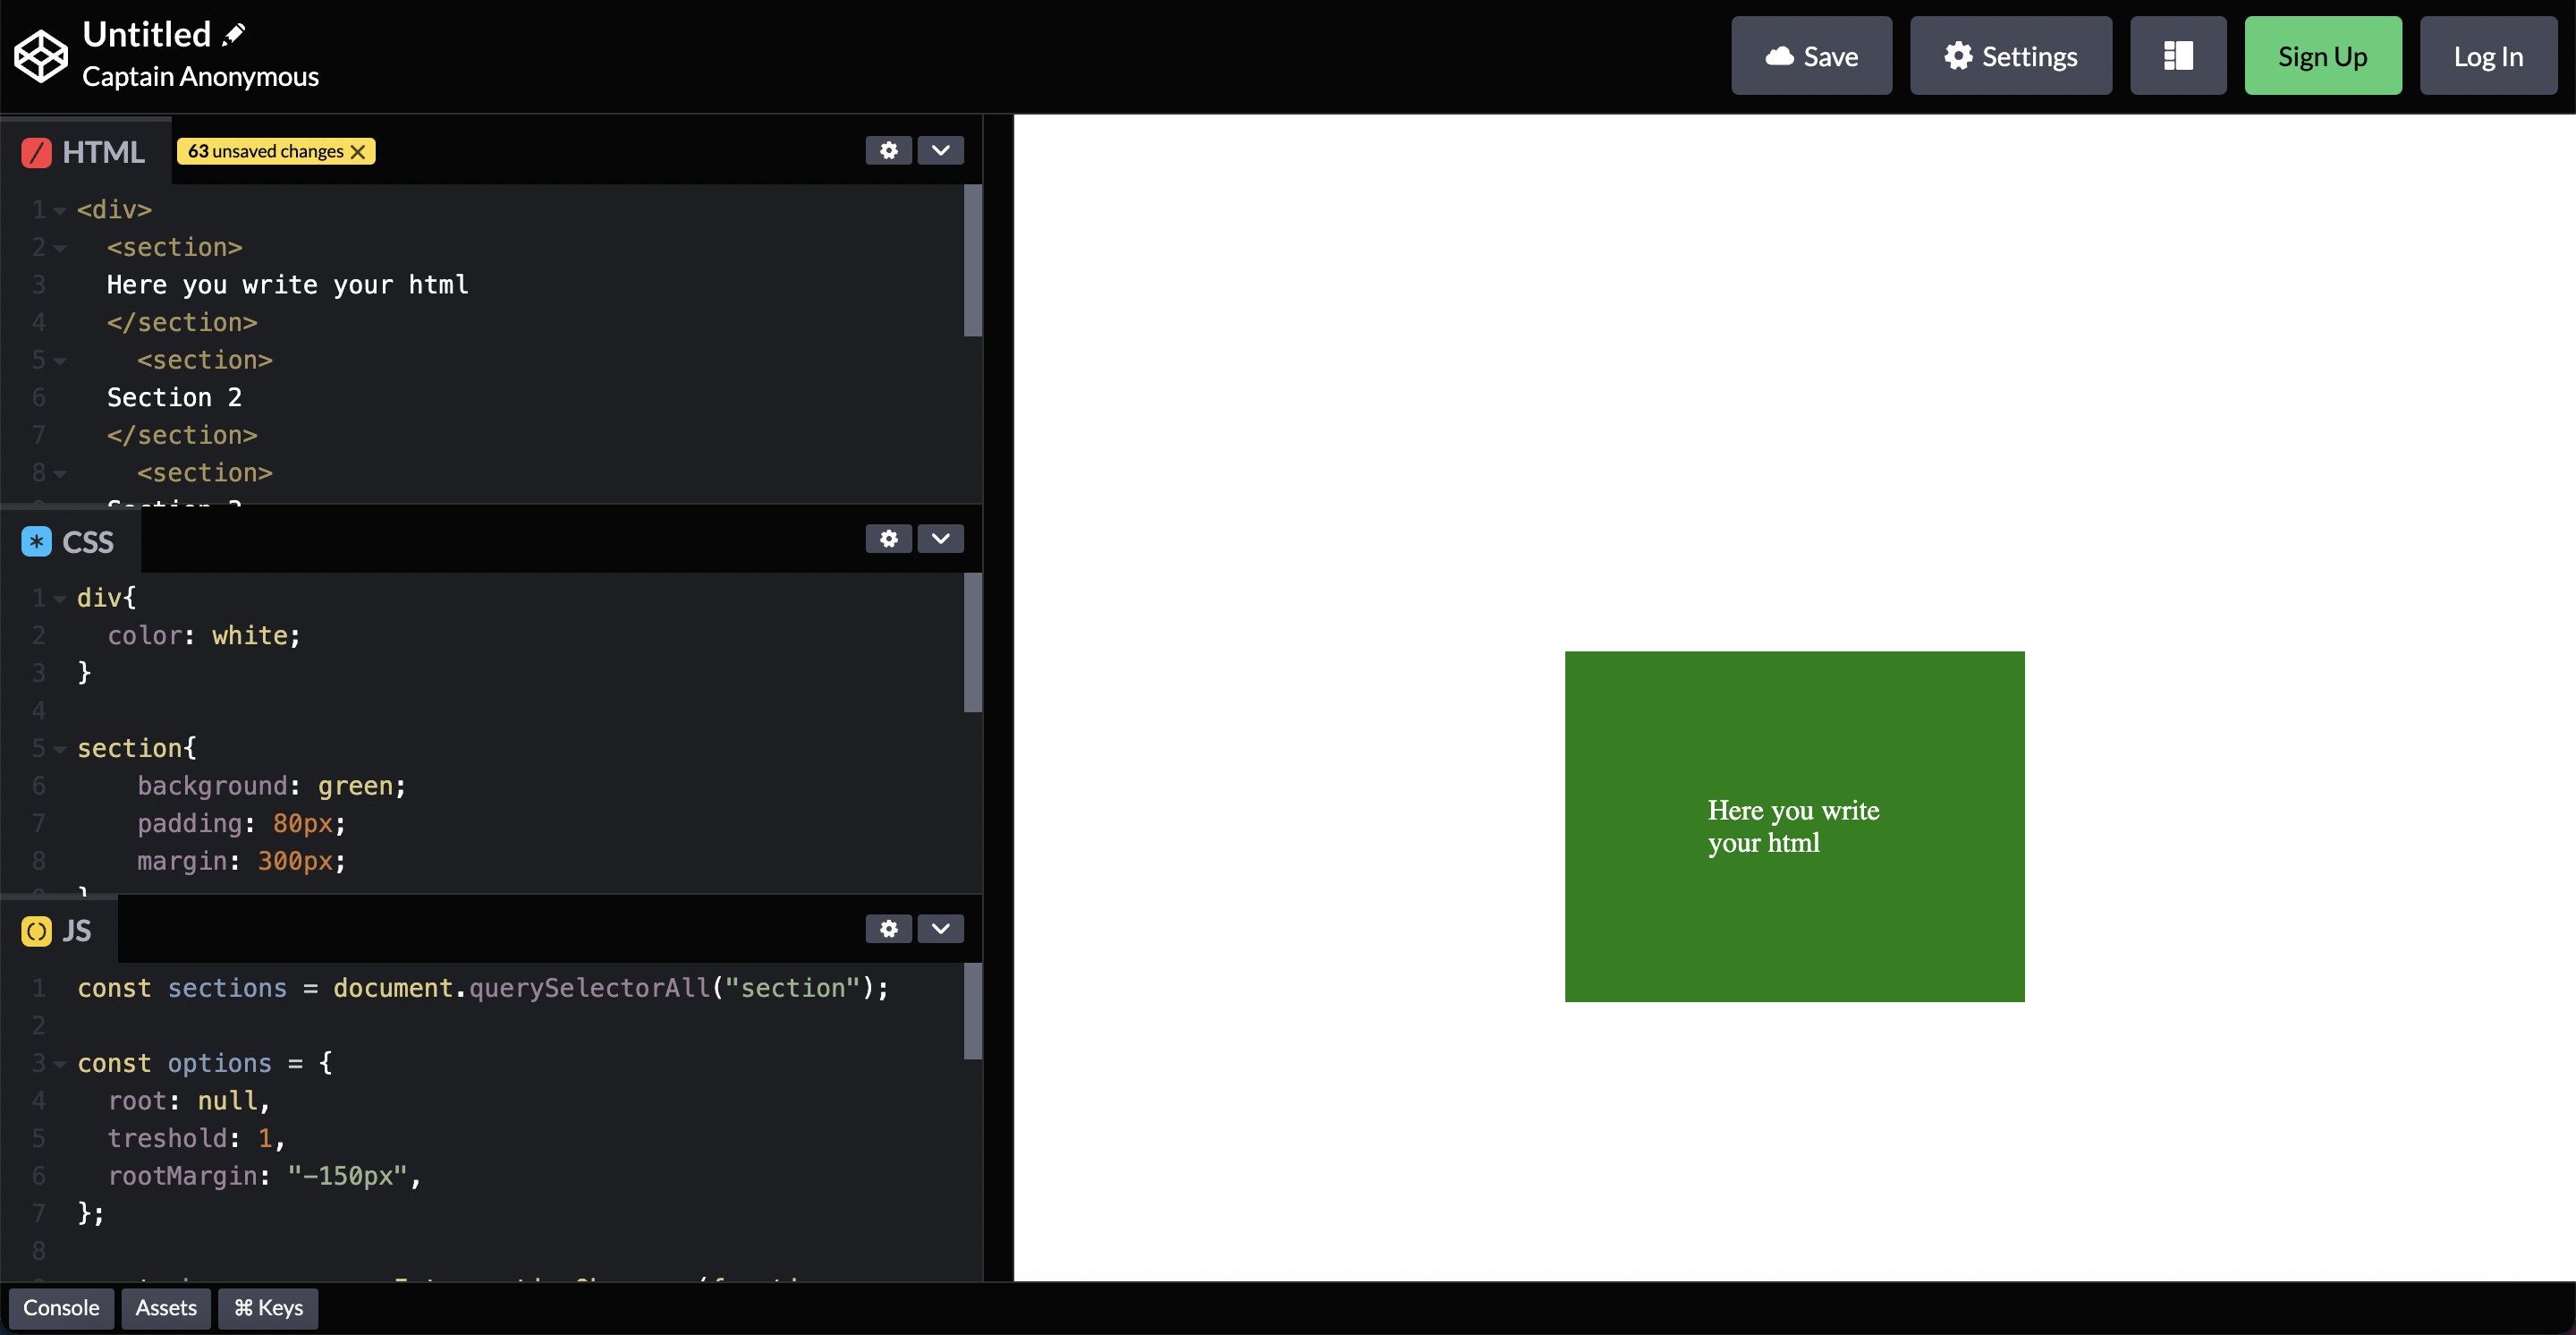 Untitled
Captain Anonymous
Save
Settings
Sign Up
Log In
HTML
63 unsaved changes
1 <div>
2 <section>
3 Here you write your html
4 </section>
5 <section>
6 Section 2
7 </section>
8 <section>
CSS
1 div{
2 color: white;
3 }
4
5 section{
6 background: green;
7 padding: 80px;
8 margin: 300px;
JS
1 const sections = document.querySelectorAll("section");
2
3 const options = {
4 root: null,
5 treshold: 1,
6 rootMargin: "-150px",
7 };
8
Here you write
your html
Console
Assets
⌘ Keys